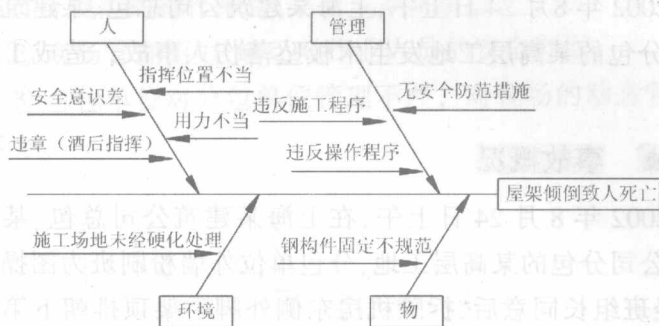 人
管理
指挥位置不当
安全意识差
无安全防范措施
违反施工程序
用力不当
违章（酒后指挥）
违反操作程序
屋架倾倒致人死亡
施工场地未经硬化处理
钢构件固定不规范
环境
物